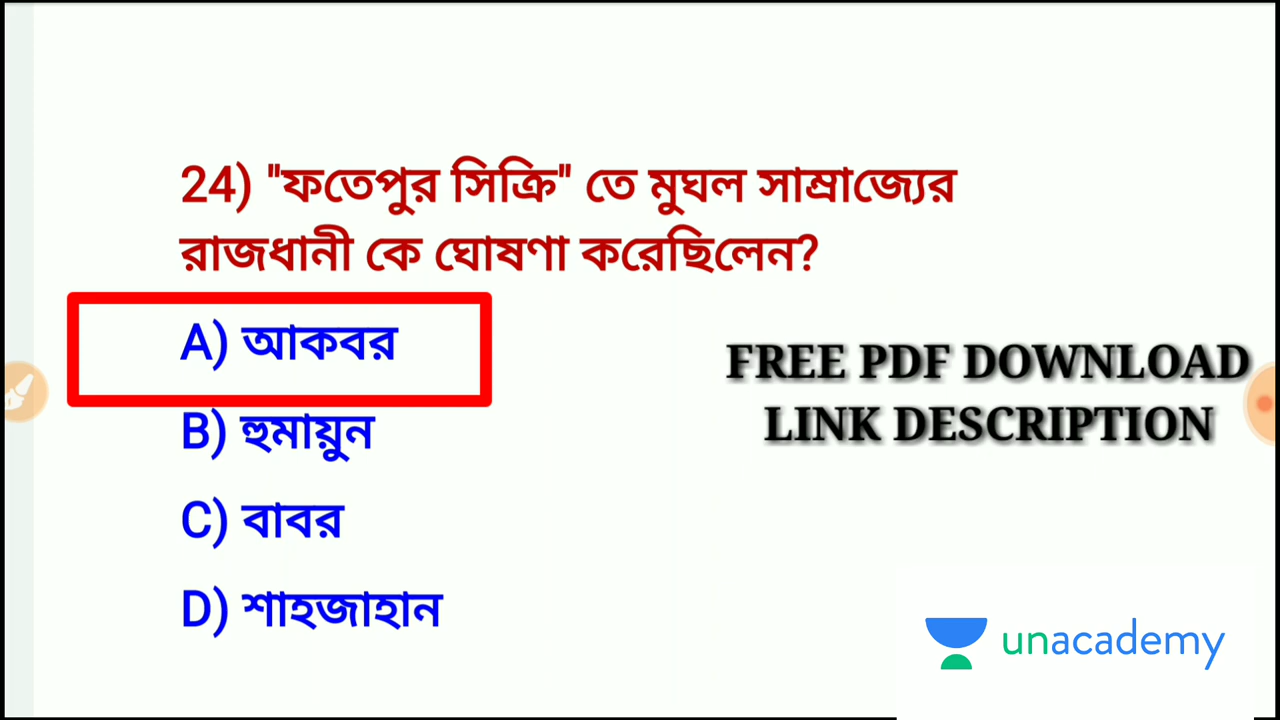 24) "ফতেপুর সিক্রি" তে মুঘল সাম্রাজ্যের
রাজধানী কে ঘোষণা করেছিলেন?
A) আকবর
B) হুমায়ুন
C) বাবর
D) শাহজাহান
FREE PDF DOWNLOAD
LINK DESCRIPTION
unacademy